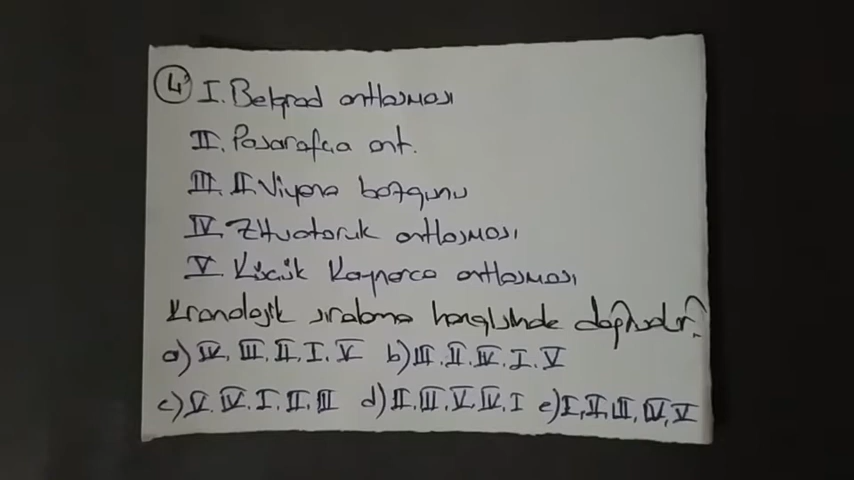 4) I. Belgrad antlaşması
II. Pasarofça ant.
III. II. Viyana bozgunu
IV. Zitvatoruk antlaşması
V. Küçük Kaynarca antlaşması
Kronolojik sıralama hangisinde doğrudur?
a) IV, III, II, I, V b) III. II. IV. I. V
c) V. IV. I. II. III d) II. III. V. IV. I e) I, II, III, IV, V